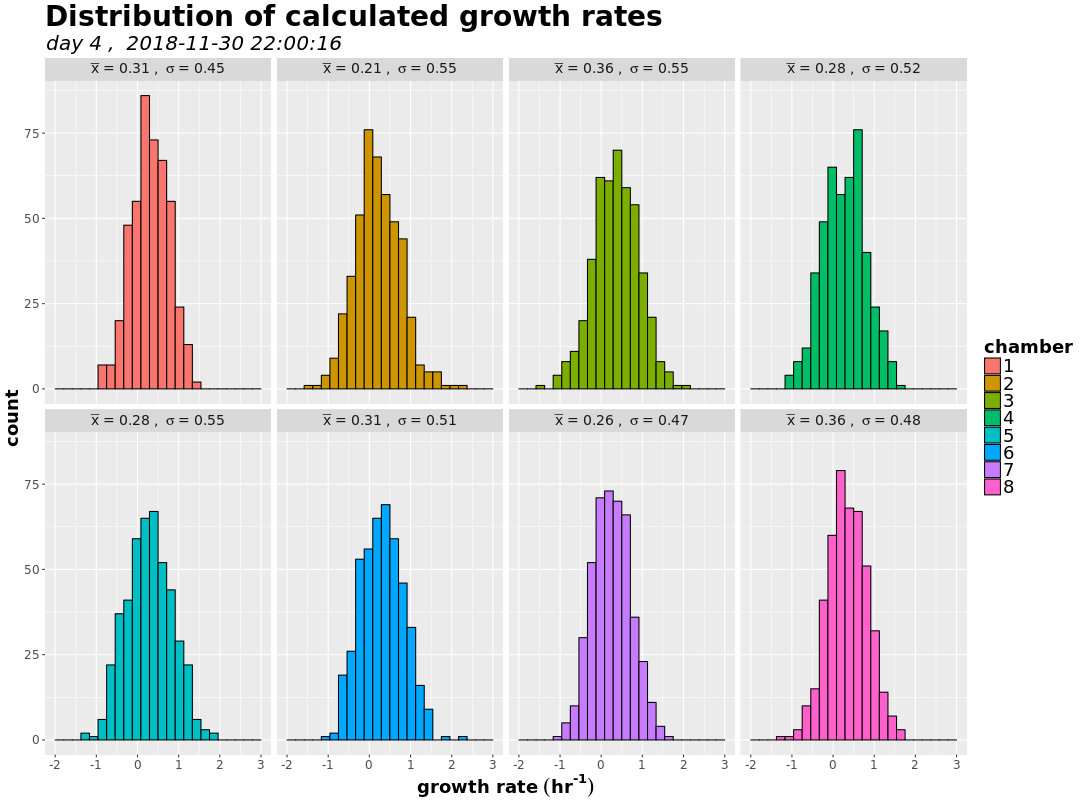 Distribution of calculated growth rates
day 4 ,  2018-11-30 22:00:16
x̅ = 0.31 ,  σ = 0.45
x̅ = 0.21 ,  σ = 0.55
x̅ = 0.36 ,  σ = 0.55
x̅ = 0.28 ,  σ = 0.52
75
50
25
0
x̅ = 0.28 ,  σ = 0.55
x̅ = 0.31 ,  σ = 0.51
x̅ = 0.26 ,  σ = 0.47
x̅ = 0.36 ,  σ = 0.48
75
50
25
0
-2 -1 0 1 2 3
-2 -1 0 1 2 3
-2 -1 0 1 2 3
-2 -1 0 1 2 3
count
growth rate (hr⁻¹)
chamber
1
2
3
4
5
6
7
8